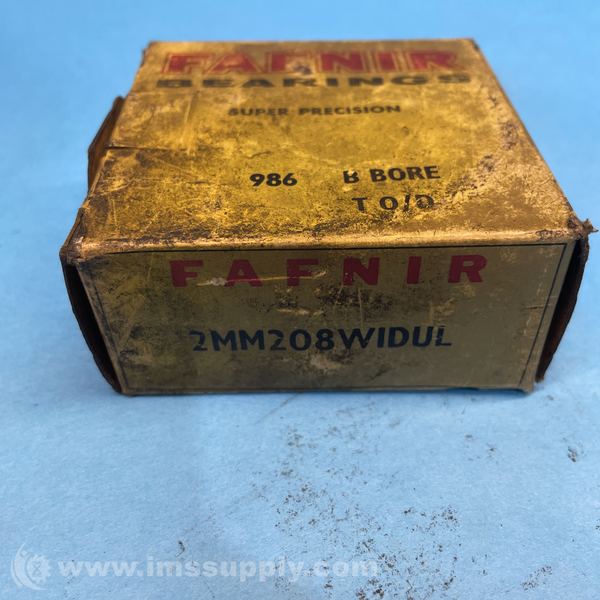 FAFNIR
BEARINGS
SUPER PRECISION
986 B BORE
T O/D
FAFNIR
2MM208WIDUL
www.imssupply.com